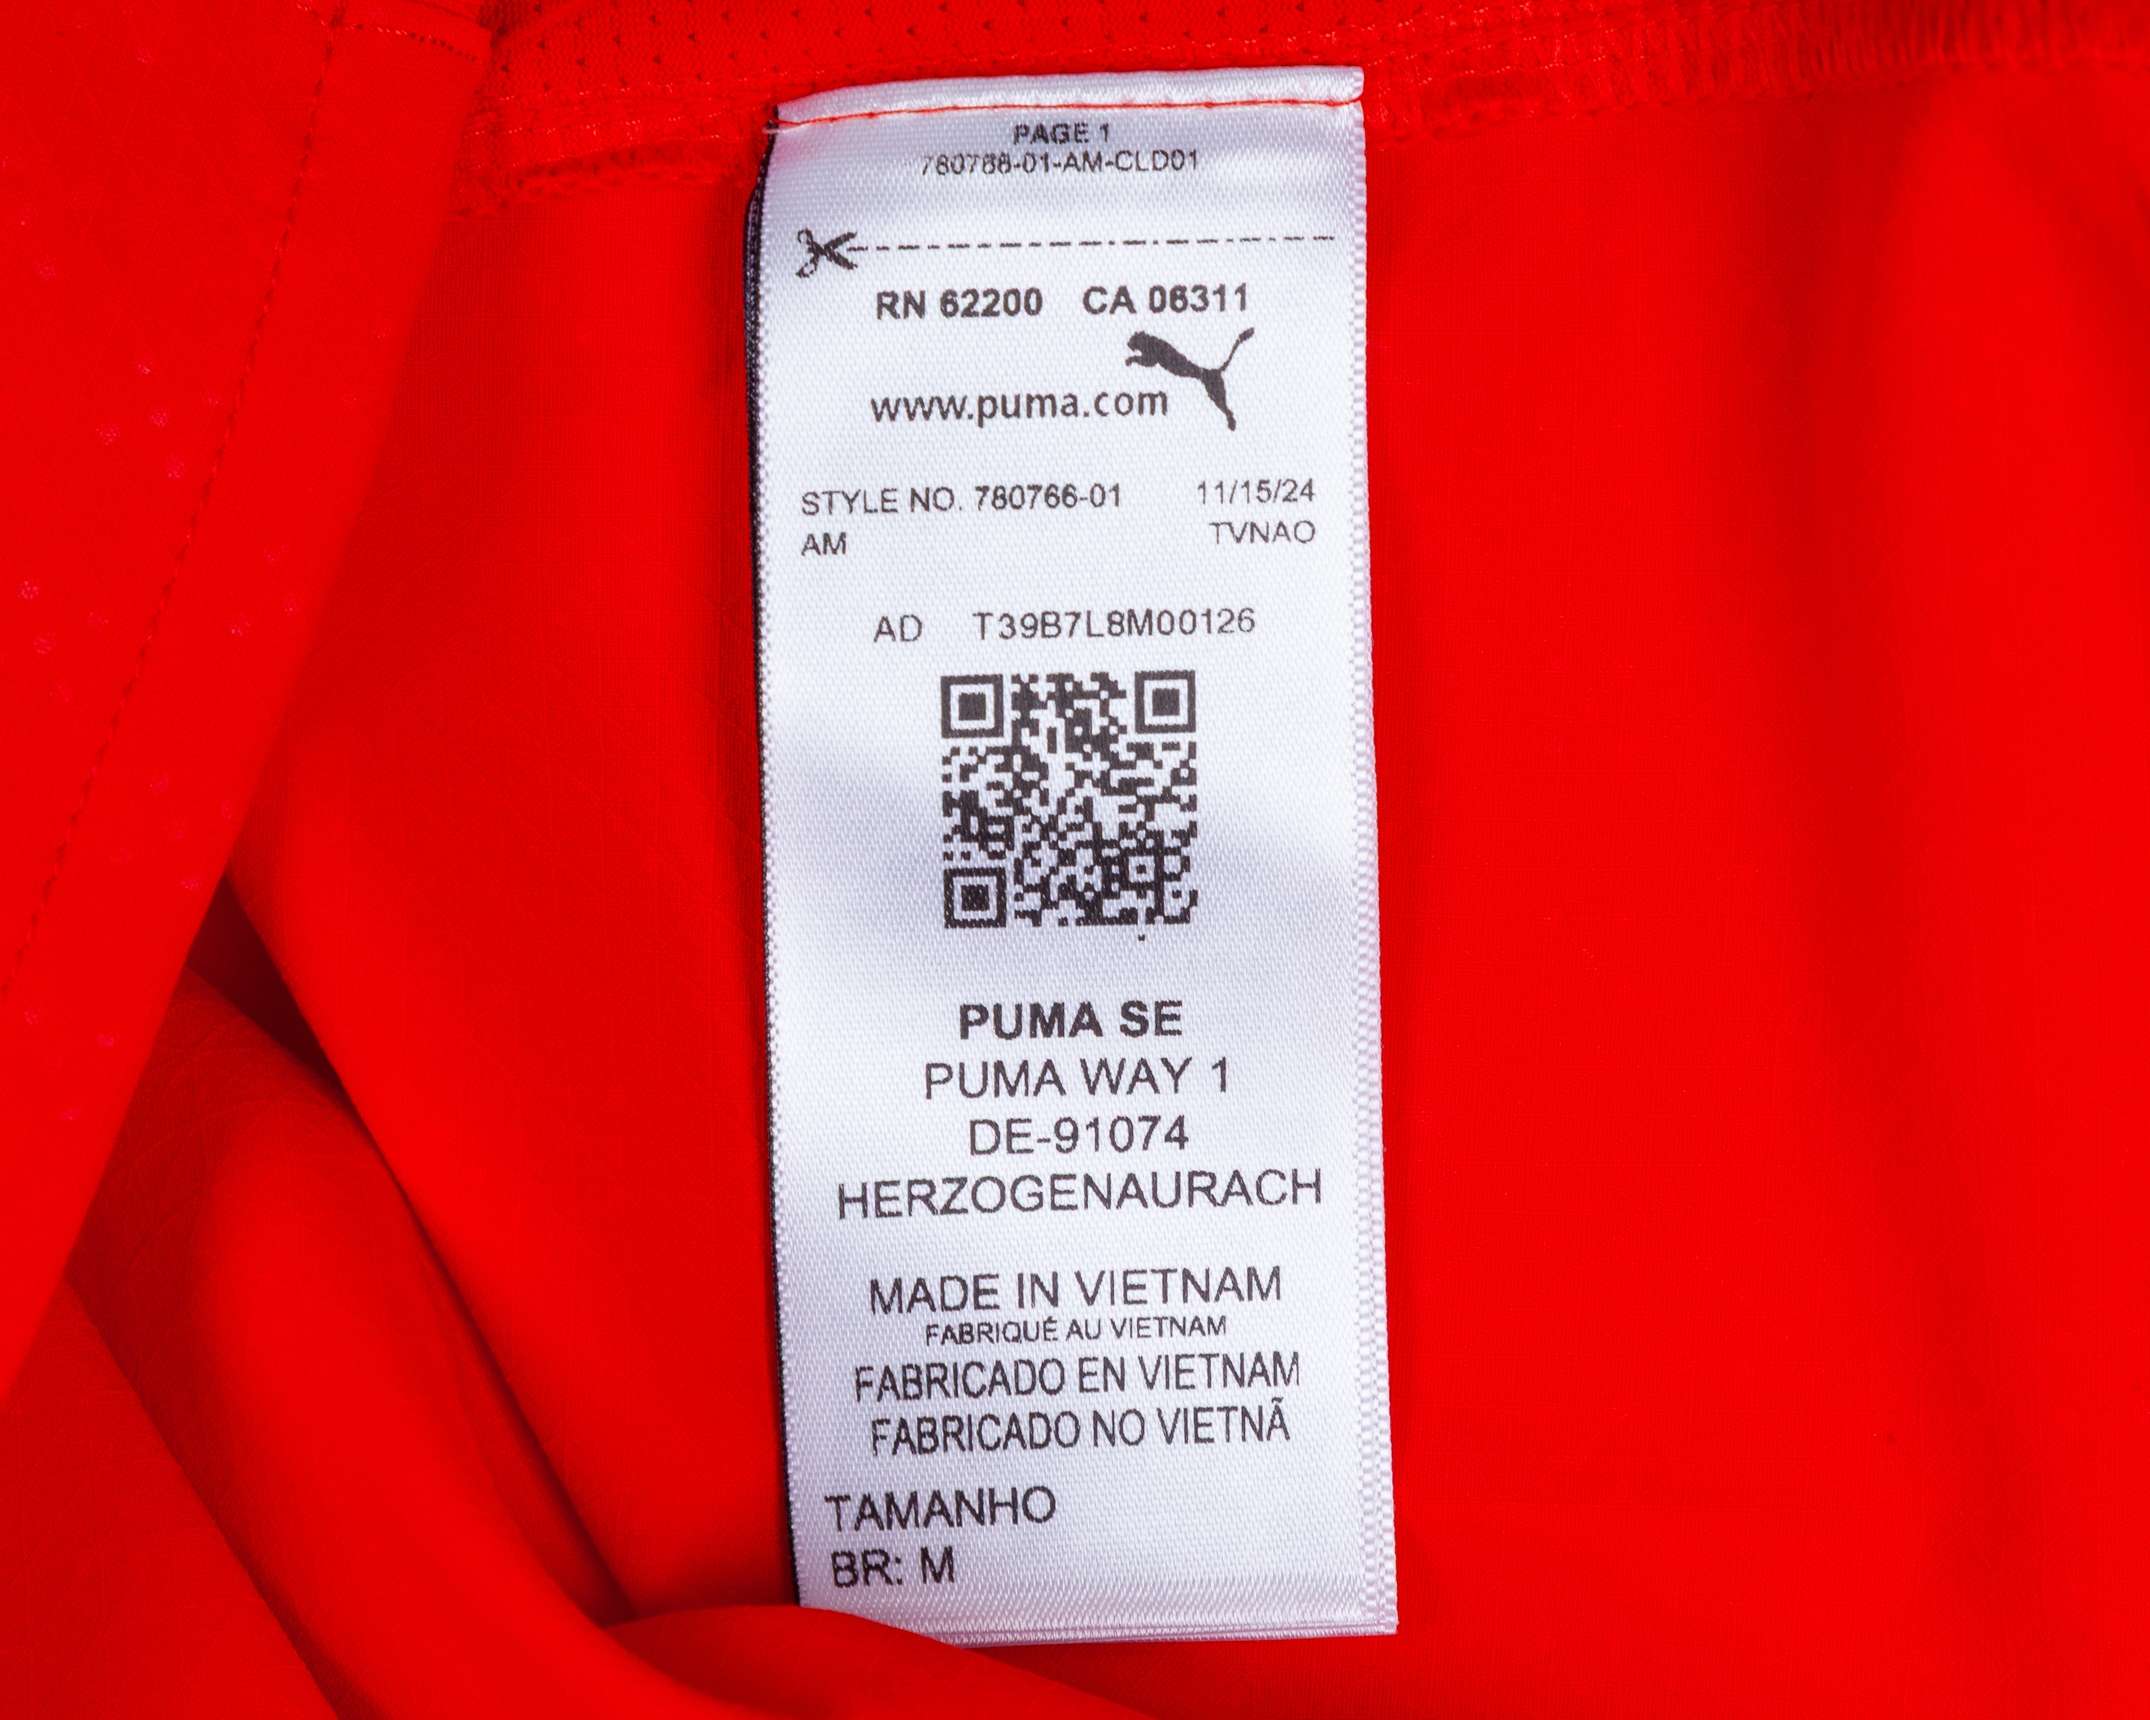 PAGE 1
780766-01-AM-CLD01
RN 62200 CA 06311
www.puma.com
STYLE NO. 780766-01 11/15/24
AM TVNAO
AD T39B7L8M00126
PUMA SE
PUMA WAY 1
DE-91074
HERZOGENAURACH
MADE IN VIETNAM
FABRIQUÉ AU VIETNAM
FABRICADO EN VIETNAM
FABRICADO NO VIETNÃ
TAMANHO
BR: M